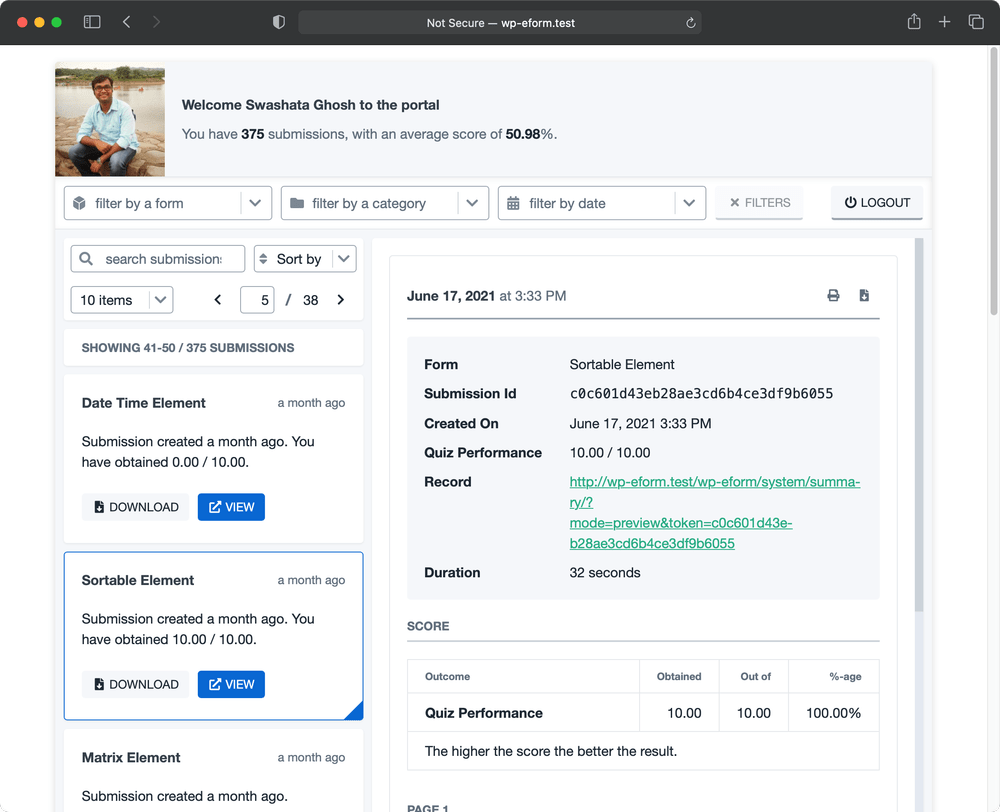 Not Secure — wp-eform.test
Welcome Swashata Ghosh to the portal
You have 375 submissions, with an average score of 50.98%.
filter by a form
filter by a category
filter by date
FILTERS
LOGOUT
search submission
Sort by
10 items
5 / 38
SHOWING 41-50 / 375 SUBMISSIONS
Date Time Element
a month ago
Submission created a month ago. You
have obtained 0.00 / 10.00.
DOWNLOAD
VIEW
Sortable Element
a month ago
Submission created a month ago. You
have obtained 10.00 / 10.00.
DOWNLOAD
VIEW
Matrix Element
a month ago
Submission created a month ago.
June 17, 2021 at 3:33 PM
Form Sortable Element
Submission Id c0c601d43eb28ae3cd6b4ce3df9b6055
Created On June 17, 2021 3:33 PM
Quiz Performance 10.00 / 10.00
Record http://wp-eform.test/wp-eform/system/summa-
ry/?
mode=preview&token=c0c601d43e-
b28ae3cd6b4ce3df9b6055
Duration 32 seconds
SCORE
Outcome Obtained Out of %-age
Quiz Performance 10.00 10.00 100.00%
The higher the score the better the result.
PAGE 1